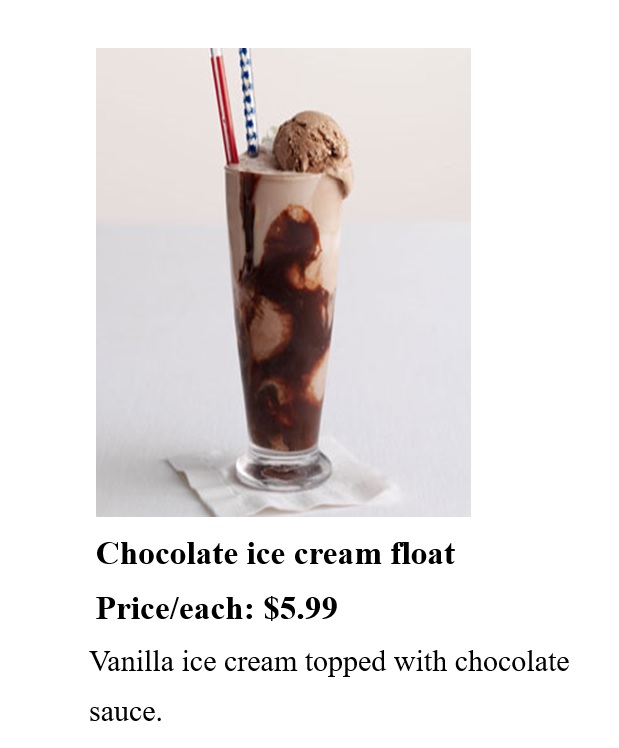 Chocolate ice cream float
Price/each: $5.99
Vanilla ice cream topped with chocolate
sauce.